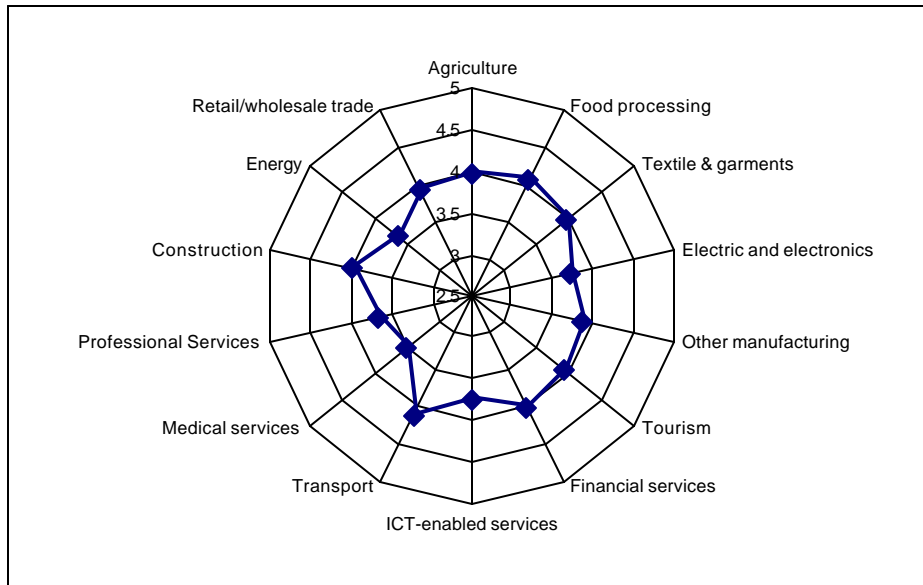 Agriculture
Food processing
Textile & garments
Electric and electronics
Other manufacturing
Tourism
Financial services
ICT-enabled services
Transport
Medical services
Professional Services
Construction
Energy
Retail/wholesale trade
5
4.5
4
3.5
3
2.5